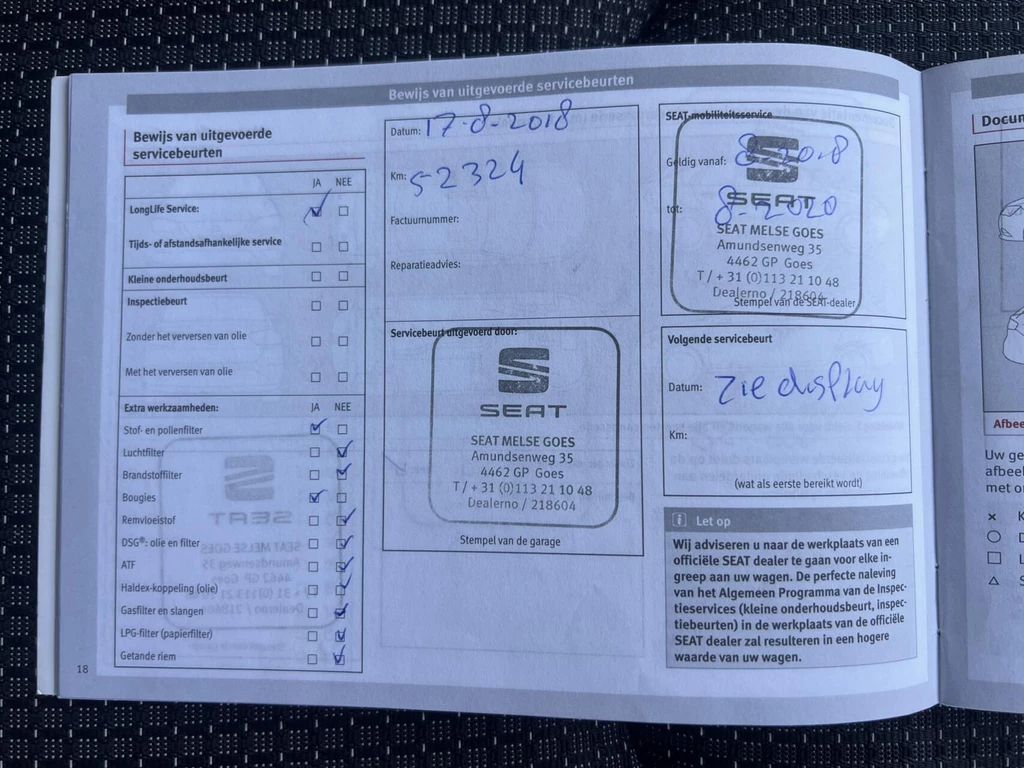 Bewijs van uitgevoerde servicebeurten
Bewijs van uitgevoerde
servicebeurten
JA NEE
LongLife Service:
Tijds- of afstandsafhankelijke service
Kleine onderhoudsbeurt
Inspectiebeurt
Zonder het verversen van olie
Met het verversen van olie
Extra werkzaamheden: JA NEE
Stof- en pollenfilter
Luchtfilter
Brandstoffilter
Bougies
Remvloeistof
DSG®: olie en filter
ATF
Haldex-koppeling (olie)
Gasfilter en slangen
LPG-filter (papierfilter)
Getande riem
18
Datum: 17-8-2018
Km: 52324
Factuurnummer:
Reparatieadvies:
Servicebeurt uitgevoerd door:
SEAT
SEAT MELSE GOES
Amundsenweg 35
4462 GP Goes
T / + 31 (0)113 21 10 48
Dealerno / 218604
Stempel van de garage
SEAT-mobiliteitsservice
Geldig vanaf: 8-2018
SEAT
tot: 8-2020
SEAT MELSE GOES
Amundsenweg 35
4462 GP Goes
T / + 31 (0)113 21 10 48
Dealerno / 218604
Stempel van de SEAT-dealer
Volgende servicebeurt
Datum: zie display
Km:
(wat als eerste bereikt wordt)
i Let op
Wij adviseren u naar de werkplaats van een
officiële SEAT dealer te gaan voor elke in-
greep aan uw wagen. De perfecte naleving
van het Algemeen Programma van de Inspec-
tieservices (kleine onderhoudsbeurt, inspec-
tiebeurten) in de werkplaats van de officiële
SEAT dealer zal resulteren in een hogere
waarde van uw wagen.
Docum
Afbee
Uw ge
afbeel
met on